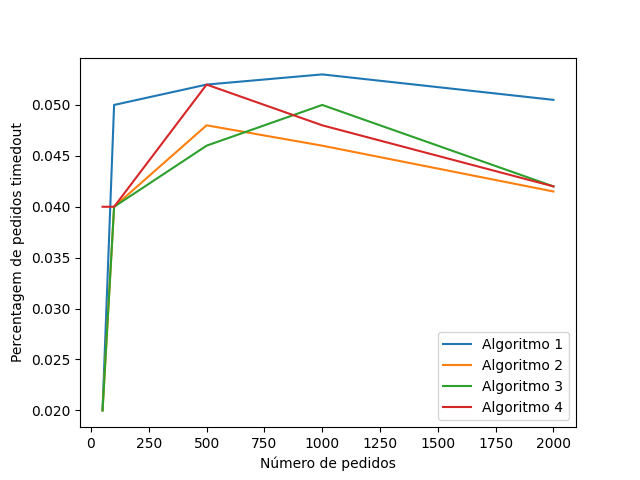 Percentagem de pedidos timedout
0.050
0.045
0.040
0.035
0.030
0.025
0.020
Algoritmo 1
Algoritmo 2
Algoritmo 3
Algoritmo 4
0 250 500 750 1000 1250 1500 1750 2000
Número de pedidos